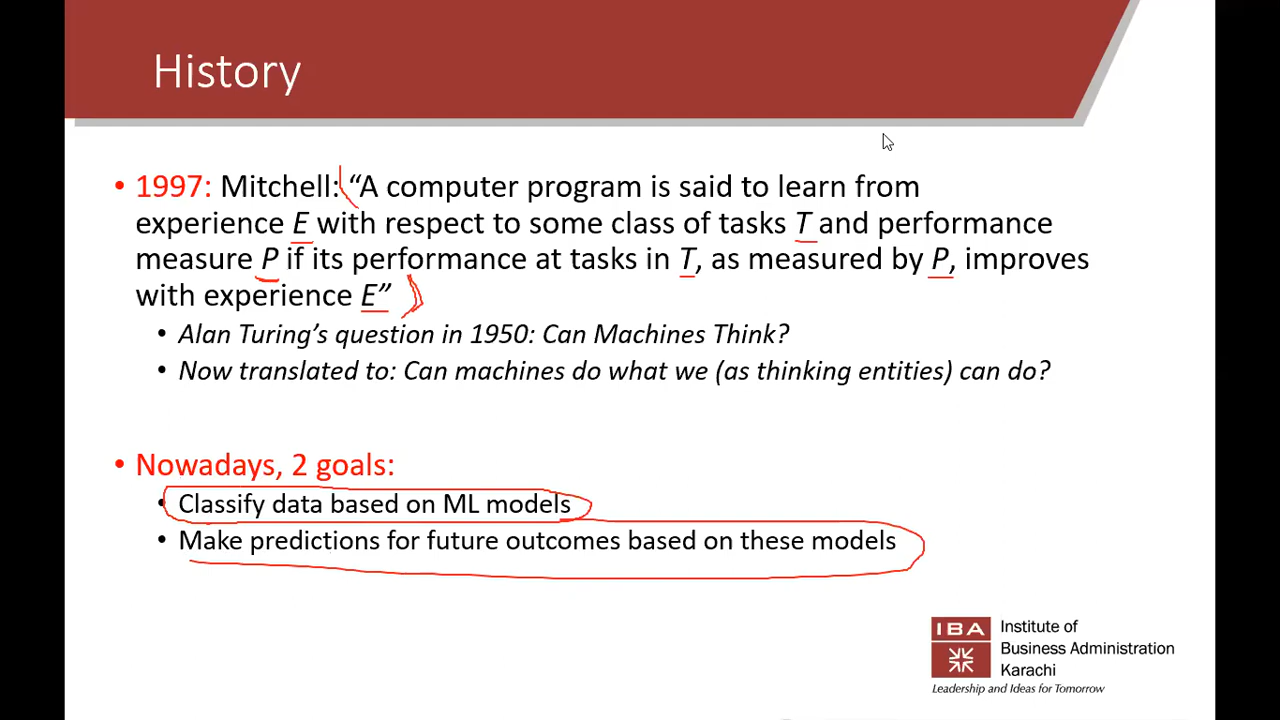 History
• 1997: Mitchell: “A computer program is said to learn from
experience E with respect to some class of tasks T and performance
measure P if its performance at tasks in T, as measured by P, improves
with experience E”
• Alan Turing’s question in 1950: Can Machines Think?
• Now translated to: Can machines do what we (as thinking entities) can do?
• Nowadays, 2 goals:
• Classify data based on ML models
• Make predictions for future outcomes based on these models
IBA
Institute of
Business Administration
Karachi
Leadership and Ideas for Tomorrow